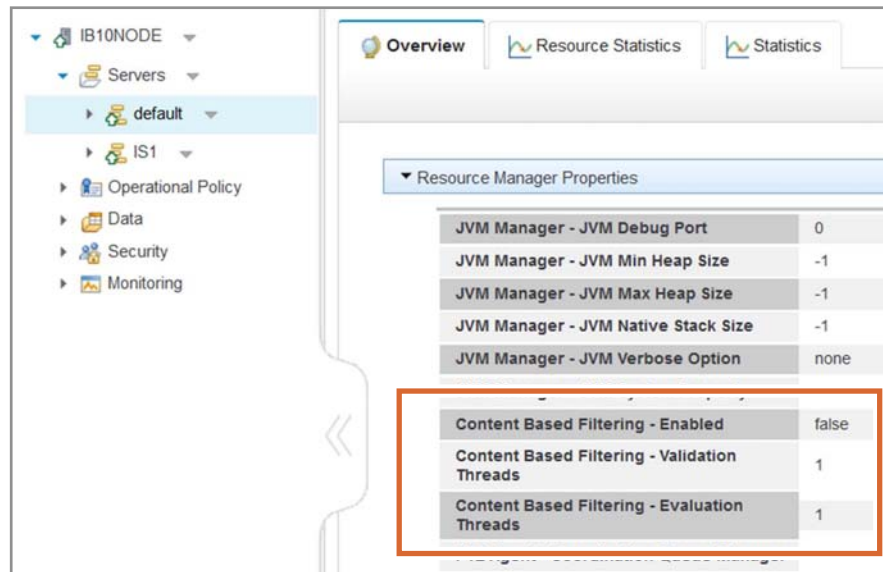 IB10NODE
Servers
default
IS1
Operational Policy
Data
Security
Monitoring
Overview
Resource Statistics
Statistics
Resource Manager Properties
JVM Manager - JVM Debug Port 0
JVM Manager - JVM Min Heap Size -1
JVM Manager - JVM Max Heap Size -1
JVM Manager - JVM Native Stack Size -1
JVM Manager - JVM Verbose Option none
Content Based Filtering - Enabled false
Content Based Filtering - Validation
Threads 1
Content Based Filtering - Evaluation
Threads 1